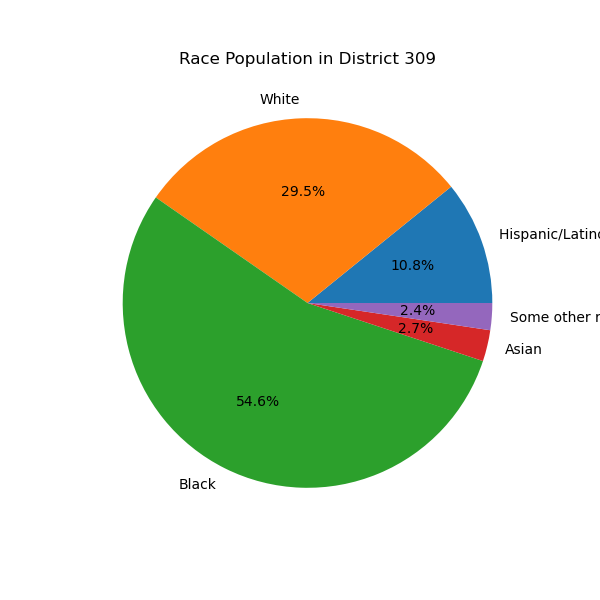 Race Population in District 309
White
29.5%
Hispanic/Latino
10.8%
2.4%
Some other
2.7%
Asian
54.6%
Black